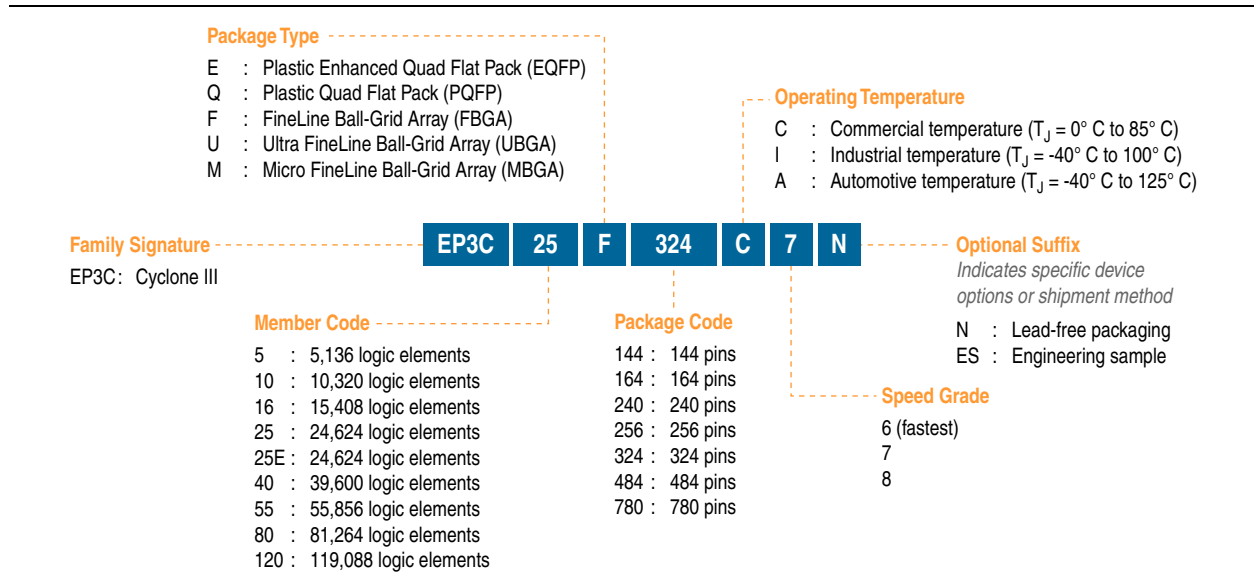 Package Type
E : Plastic Enhanced Quad Flat Pack (EQFP)
Q : Plastic Quad Flat Pack (PQFP)
F : FineLine Ball-Grid Array (FBGA)
U : Ultra FineLine Ball-Grid Array (UBGA)
M : Micro FineLine Ball-Grid Array (MBGA)
Operating Temperature
C : Commercial temperature (TJ = 0° C to 85° C)
I : Industrial temperature (TJ = -40° C to 100° C)
A : Automotive temperature (TJ = -40° C to 125° C)
Family Signature
EP3C : Cyclone III
EP3C 25 F 324 C 7 N
Optional Suffix
Indicates specific device
options or shipment method
N : Lead-free packaging
ES : Engineering sample
Member Code
5 : 5,136 logic elements
10 : 10,320 logic elements
16 : 15,408 logic elements
25 : 24,624 logic elements
25E : 24,624 logic elements
40 : 39,600 logic elements
55 : 55,856 logic elements
80 : 81,264 logic elements
120 : 119,088 logic elements
Package Code
144 : 144 pins
164 : 164 pins
240 : 240 pins
256 : 256 pins
324 : 324 pins
484 : 484 pins
780 : 780 pins
Speed Grade
6 (fastest)
7
8